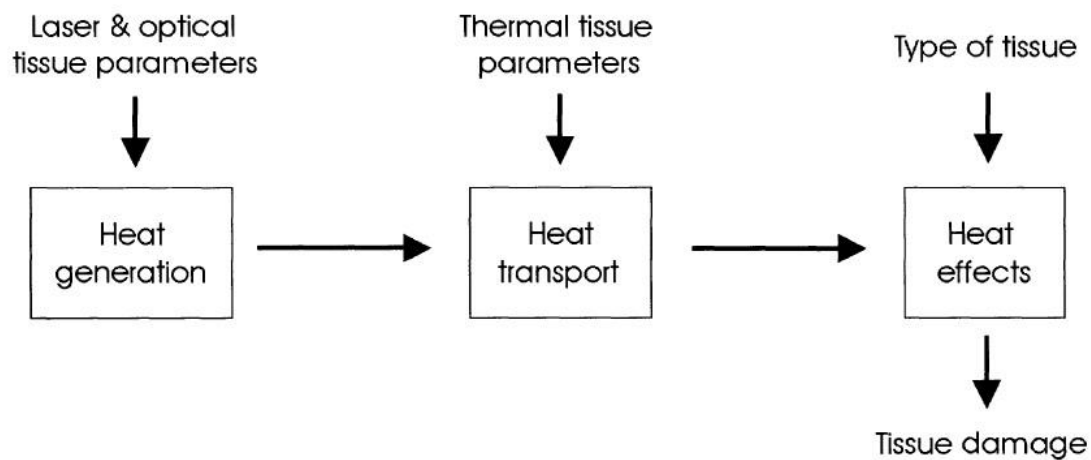 Laser & optical
tissue parameters
Thermal tissue
parameters
Type of tissue
Heat
generation
Heat
transport
Heat
effects
Tissue damage